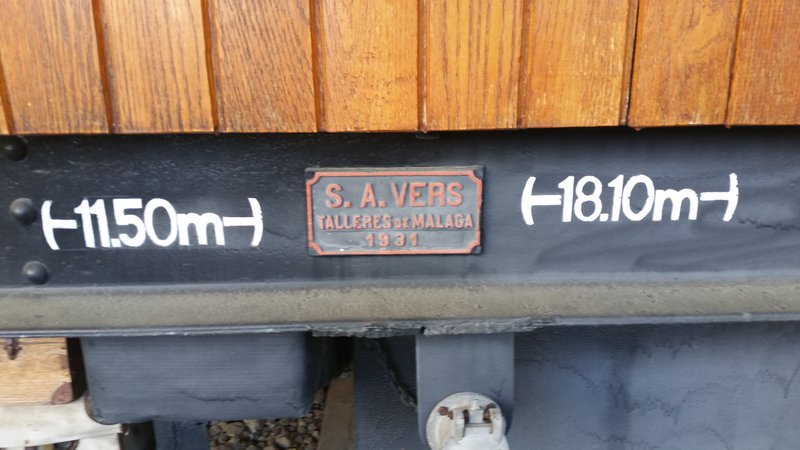 ⊢11.50m⊣
S. A. VERS
TALLERES DE MALAGA
1931
⊢18.10m⊣